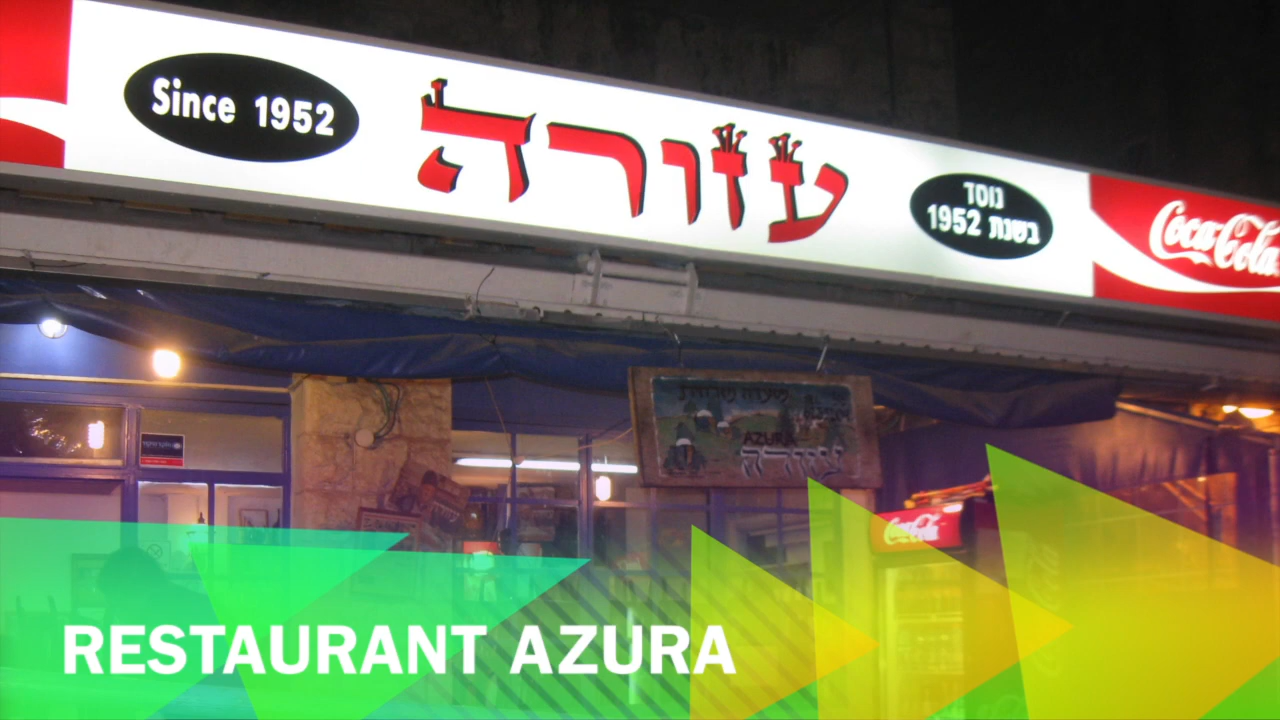 Since 1952
עזורה
נוסד
בשנת 1952
Coca-Cola
AZURA
עזורה
Coca-Cola
RESTAURANT AZURA